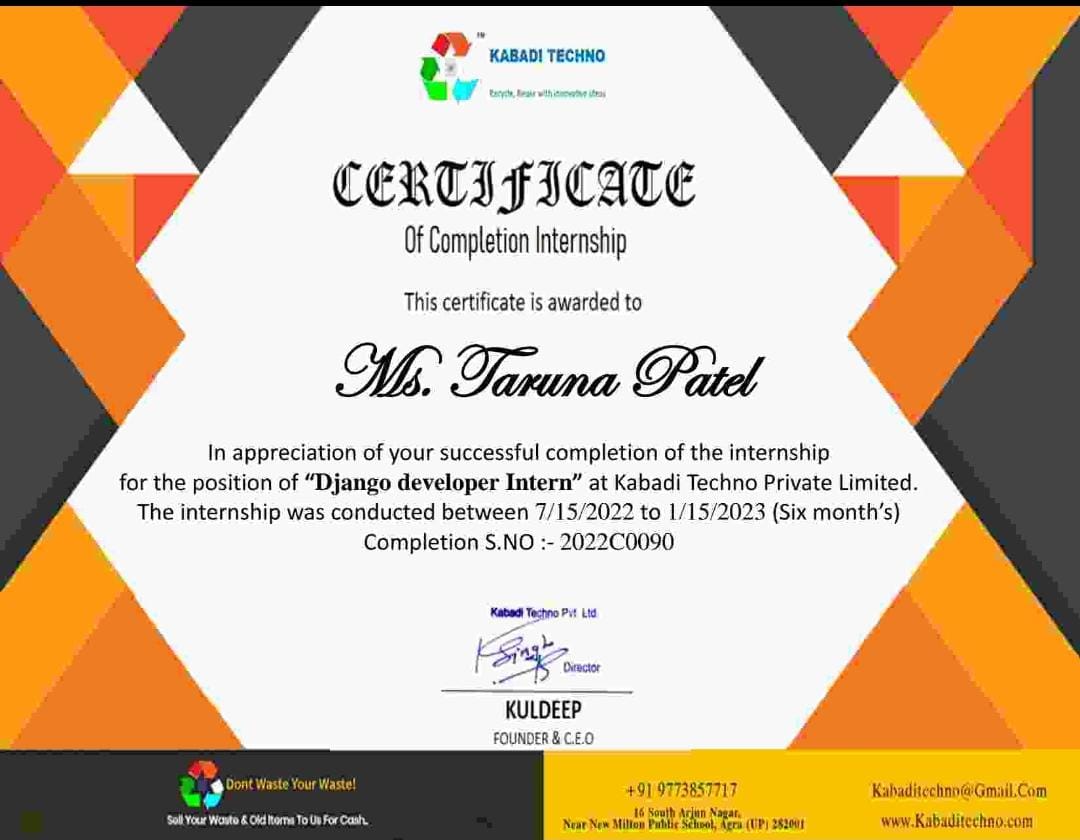 TM
KABADI TECHNO
Recycle, Reuse with innovative ideas
CERTIFICATE
Of Completion Internship
This certificate is awarded to
Ms. Taruna Patel
In appreciation of your successful completion of the internship
for the position of “Django developer Intern” at Kabadi Techno Private Limited.
The internship was conducted between 7/15/2022 to 1/15/2023 (Six month’s)
Completion S.NO :- 2022C0090
Kabadi Techno Pvt Ltd
KSingh
Director
KULDEEP
FOUNDER & C.E.O
Dont Waste Your Waste!
Sell Your Waste & Old Items To Us For Cash.
+91 9773857717
16 South Arjun Nagar,
Near New Milton Public School, Agra (UP) 282001
Kabaditechno@Gmail.Com
www.Kabaditechno.com